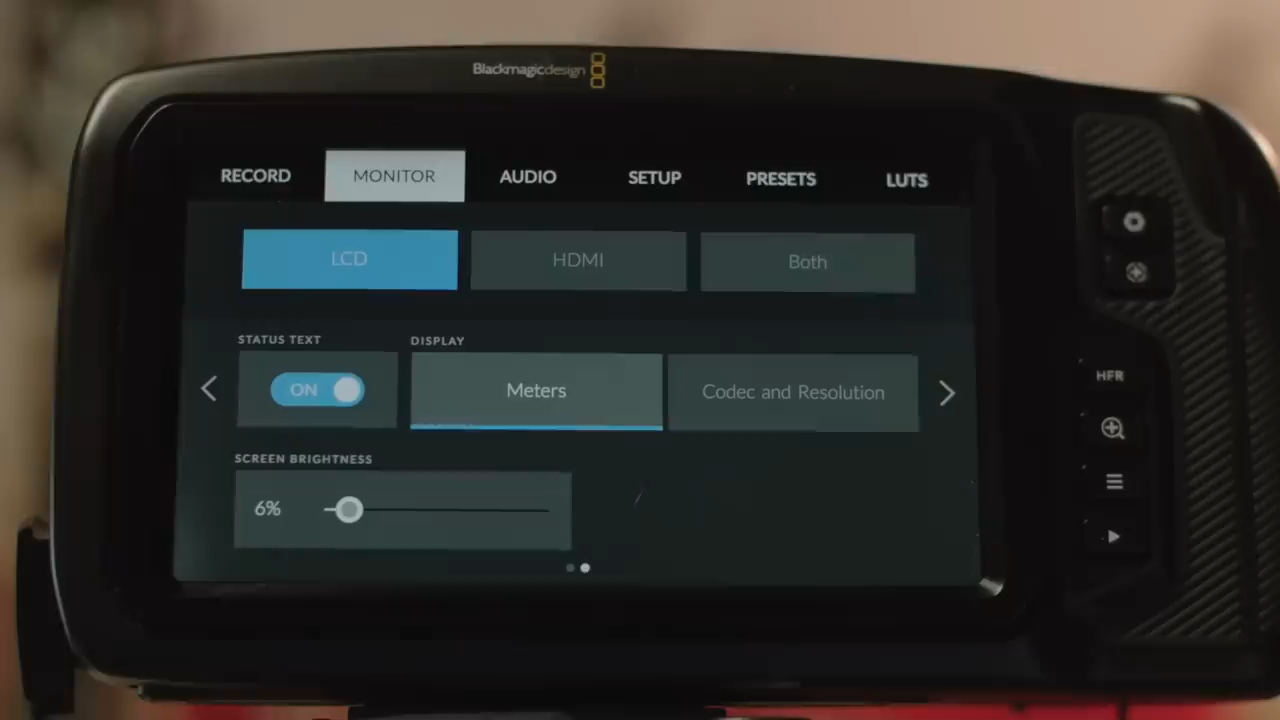 Blackmagicdesign
RECORD MONITOR AUDIO SETUP PRESETS LUTS
LCD HDMI Both
STATUS TEXT DISPLAY
ON Meters Codec and Resolution
HFR
SCREEN BRIGHTNESS
6%